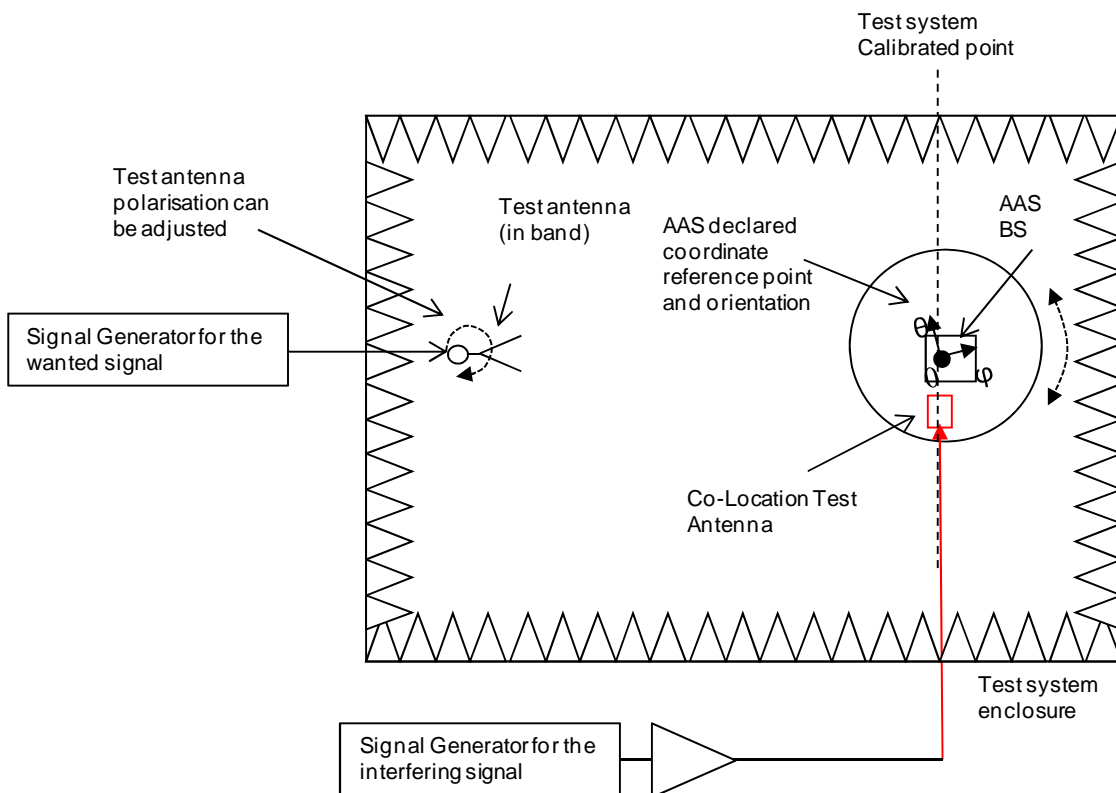 Test system
Calibrated point
Test antenna
polarisation can
be adjusted
Test antenna
(in band)
AAS declared
coordinate
reference point
and orientation
AAS
BS
Signal Generator for the
wanted signal
θ
0
φ
Co-Location Test
Antenna
Test system
enclosure
Signal Generator for the
interfering signal